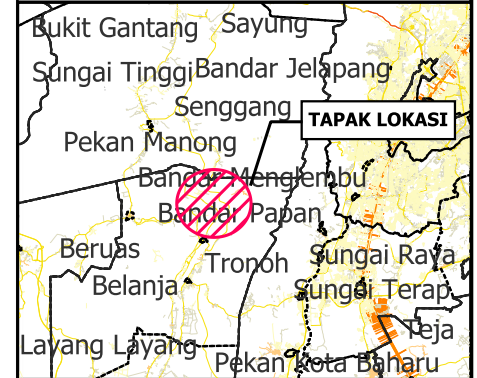 Bukit Gantang
Sayung
Sungai Tinggi
Bandar Jelapang
Senggang
TAPAK LOKASI
Pekan Manong
Bandar Menglembu
Bandar Papan
Beruas
Tronoh
Sungai Raya
Belanja
Sungai Terap
Teja
Layang Layang
Pekan Kota Baharu